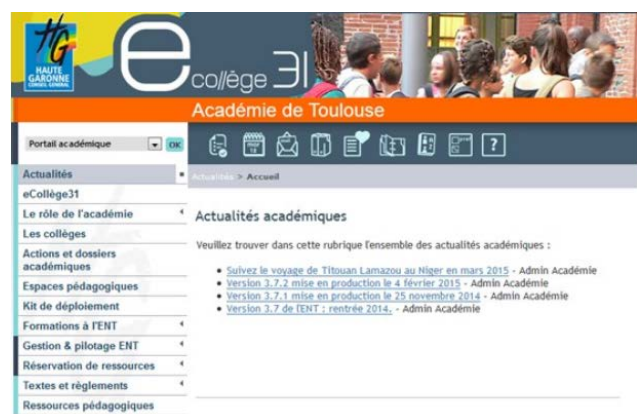 HG
HAUTE
GARONNE
CONSEIL GENERAL
e
collège 31
Académie de Toulouse
Portail académique
OK
Actualités
Actualités > Accueil
eCollège31
Le rôle de l'académie
Les collèges
Actions et dossiers
académiques
Espaces pédagogiques
Kit de déploiement
Formations à l'ENT
Gestion & pilotage ENT
Réservation de ressources
Textes et règlements
Ressources pédagogiques
Actualités académiques
Veuillez trouver dans cette rubrique l'ensemble des actualités académiques :
Suivez le voyage de Titouan Lamazou au Niger en mars 2015 - Admin Académie
Version 3.7.2 mise en production le 4 février 2015 - Admin Académie
Version 3.7.1 mise en production le 25 novembre 2014 - Admin Académie
Version 3.7 de l'ENT : rentrée 2014. - Admin Académie